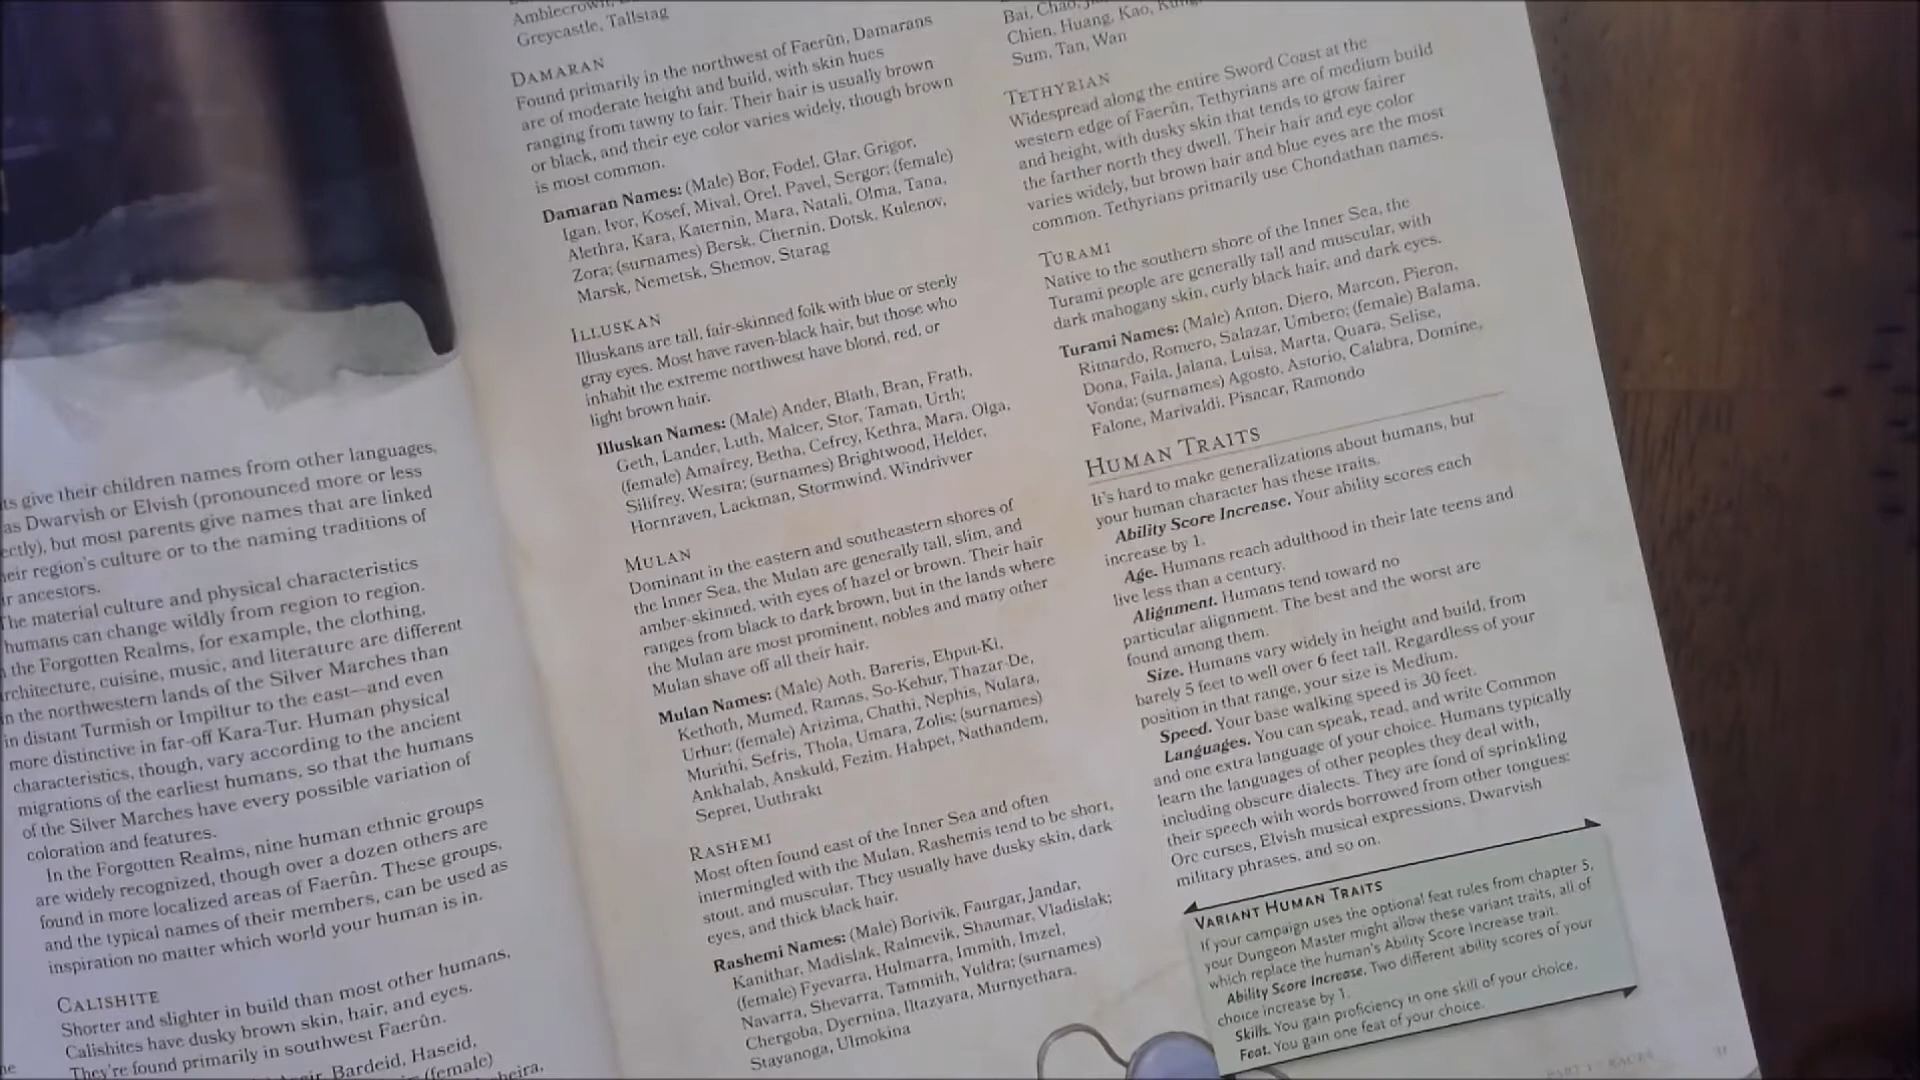 ts give their children names from other languages,
as Dwarvish or Elvish (pronounced more or less
ectly), but most parents give names that are linked
eir region's culture or to the naming traditions of
ir ancestors.
The material culture and physical characteristics
humans can change wildly from region to region.
the Forgotten Realms, for example, the clothing,
rchitecture, cuisine, music, and literature are different
in the northwestern lands of the Silver Marches than
in distant Turmish or Impiltur to the east—and even
more distinctive in far-off Kara-Tur. Human physical
characteristics, though, vary according to the ancient
migrations of the earliest humans, so that the humans
of the Silver Marches have every possible variation of
coloration and features.
In the Forgotten Realms, nine human ethnic groups
are widely recognized, though over a dozen others are
found in more localized areas of Faerûn. These groups,
and the typical names of their members, can be used as
inspiration no matter which world your human is in.
CALISHITE
Shorter and slighter in build than most other humans,
Calishites have dusky brown skin, hair, and eyes.
They're found primarily in southwest Faerûn.
Bardeid, Haseid,
(female)
Amblecrown,
Greycastle, Tallstag
DAMARAN
Found primarily in the northwest of Faerûn, Damarans
are of moderate height and build, with skin hues
ranging from tawny to fair. Their hair is usually brown
or black, and their eye color varies widely, though brown
is most common.
Damaran Names: (Male) Bor, Fodel, Glar, Grigor,
Igan, Ivor, Kosef, Mival, Orel, Pavel, Sergor; (female)
Alethra, Kara, Katernin, Mara, Natali, Olma, Tana,
Zora; (surnames) Bersk, Chernin, Dotsk, Kulenov,
Marsk, Nemetsk, Shemov, Starag
ILLUSKAN
Illuskans are tall, fair-skinned folk with blue or steely
gray eyes. Most have raven-black hair, but those who
inhabit the extreme northwest have blond, red, or
light brown hair.
Illuskan Names: (Male) Ander, Blath, Bran, Frath,
Geth, Lander, Luth, Malcer, Stor, Taman, Urth;
(female) Amafrey, Betha, Cefrey, Kethra, Mara, Olga,
Silifrey, Westra; (surnames) Brightwood, Helder,
Hornraven, Lackman, Stormwind, Windrivver
MULAN
Dominant in the eastern and southeastern shores of
the Inner Sea, the Mulan are generally tall, slim, and
amber-skinned, with eyes of hazel or brown. Their hair
ranges from black to dark brown, but in the lands where
the Mulan are most prominent, nobles and many other
Mulan shave off all their hair.
Mulan Names: (Male) Aoth, Bareris, Ehput-Ki,
Kethoth, Mumed, Ramas, So-Kehur, Thazar-De,
Urhur; (female) Arizima, Chathi, Nephis, Nulara,
Murithi, Sefris, Thola, Umara, Zolis; (surnames)
Ankhalab, Anskuld, Fezim, Hahpet, Nathandem,
Sepret, Uuthrakt
RASHEMI
Most often found east of the Inner Sea and often
intermingled with the Mulan, Rashemis tend to be short,
stout, and muscular. They usually have dusky skin, dark
eyes, and thick black hair.
Rashemi Names: (Male) Borivik, Faurgar, Jandar,
Kanithar, Madislak, Ralmevik, Shaumar, Vladislak;
(female) Fyevarra, Hulmarra, Immith, Imzel,
Navarra, Shevarra, Tammith, Yuldra; (surnames)
Chergoba, Dyernina, Iltazyara, Murnyethara,
Stayanoga, Ulmokina
Bai, Chao,
Chien, Huang, Kao, Kung,
Sum, Tan, Wan
TETHYRIAN
Widespread along the entire Sword Coast at the
western edge of Faerûn, Tethyrians are of medium build
and height, with dusky skin that tends to grow fairer
the farther north they dwell. Their hair and eye color
varies widely, but brown hair and blue eyes are the most
common. Tethyrians primarily use Chondathan names.
TURAMI
Native to the southern shore of the Inner Sea, the
Turami people are generally tall and muscular, with
dark mahogany skin, curly black hair, and dark eyes.
Turami Names: (Male) Anton, Diero, Marcon, Pieron,
Rimardo, Romero, Salazar, Umbero; (female) Balama,
Dona, Faila, Jalana, Luisa, Marta, Quara, Selise,
Vonda; (surnames) Agosto, Astorio, Calabra, Domine,
Falone, Marivaldi, Pisacar, Ramondo
HUMAN TRAITS
It's hard to make generalizations about humans, but
your human character has these traits.
Ability Score Increase. Your ability scores each
increase by 1.
Age. Humans reach adulthood in their late teens and
live less than a century.
Alignment. Humans tend toward no
particular alignment. The best and the worst are
found among them.
Size. Humans vary widely in height and build, from
barely 5 feet to well over 6 feet tall. Regardless of your
position in that range, your size is Medium.
Speed. Your base walking speed is 30 feet.
Languages. You can speak, read, and write Common
and one extra language of your choice. Humans typically
learn the languages of other peoples they deal with,
including obscure dialects. They are fond of sprinkling
their speech with words borrowed from other tongues:
Orc curses, Elvish musical expressions, Dwarvish
military phrases, and so on.
VARIANT HUMAN TRAITS
If your campaign uses the optional feat rules from chapter 5,
your Dungeon Master might allow these variant traits, all of
which replace the human's Ability Score Increase trait.
Ability Score Increase. Two different ability scores of your
choice increase by 1.
Skills. You gain proficiency in one skill of your choice.
Feat. You gain one feat of your choice.
PART 1 | RACES
31